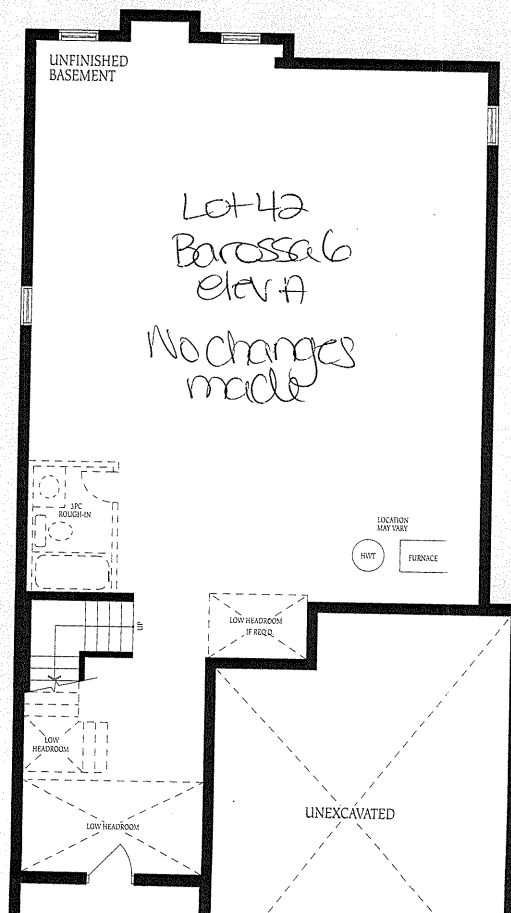 UNFINISHED
BASEMENT
Lot 42
Barossa 6
elev. A
No changes
made
3PC
ROUGH-IN
LOCATION
MAY VARY
HWT
FURNACE
LOW HEADROOM
IF REQ'D.
UP
LOW
HEADROOM
LOW HEADROOM
UNEXCAVATED